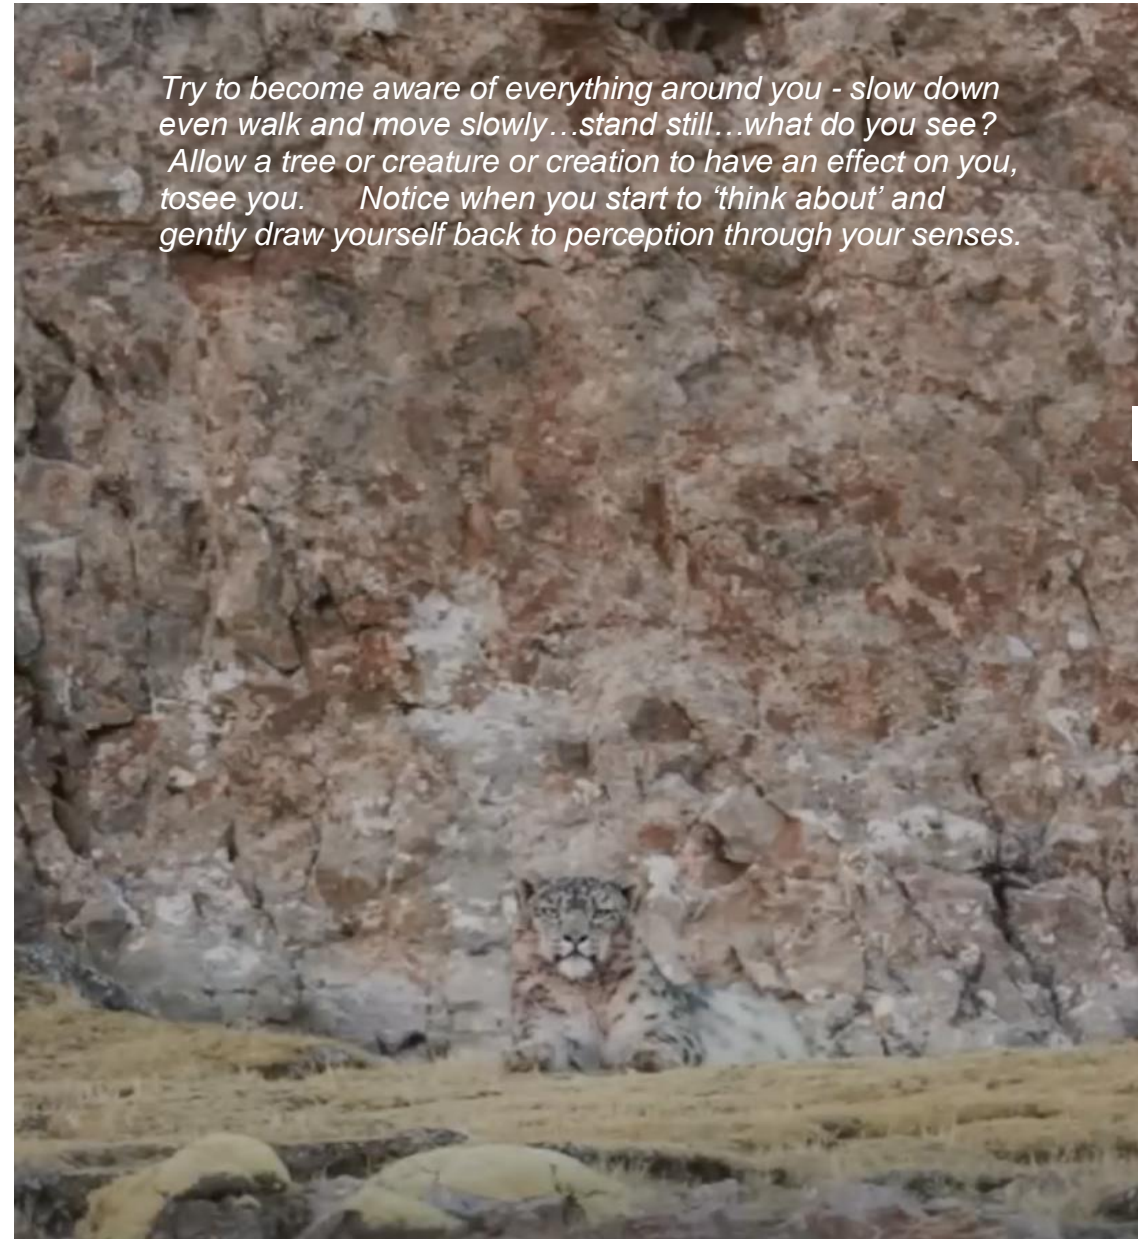 Try to become aware of everything around you - slow down
even walk and move slowly…stand still…what do you see?
Allow a tree or creature or creation to have an effect on you,
tosee you. Notice when you start to ‘think about’ and
gently draw yourself back to perception through your senses.